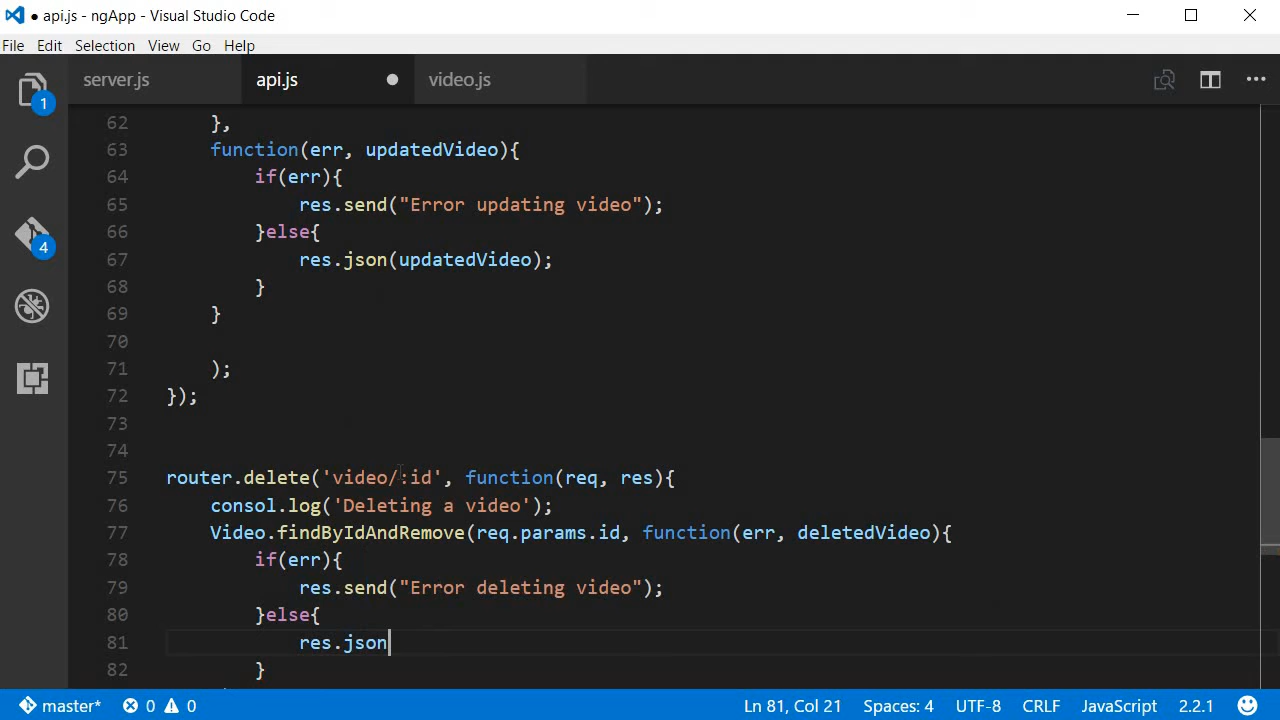 ● api.js - ngApp - Visual Studio Code
File Edit Selection View Go Help
server.js api.js ● video.js
1
4
62 },
63 function(err, updatedVideo){
64 if(err){
65 res.send("Error updating video");
66 }else{
67 res.json(updatedVideo);
68 }
69 }
70
71 );
72 });
73
74
75 router.delete('video/:id', function(req, res){
76 consol.log('Deleting a video');
77 Video.findByIdAndRemove(req.params.id, function(err, deletedVideo){
78 if(err){
79 res.send("Error deleting video");
80 }else{
81 res.json
82 }
master* 0 0 Ln 81, Col 21 Spaces: 4 UTF-8 CRLF JavaScript 2.2.1